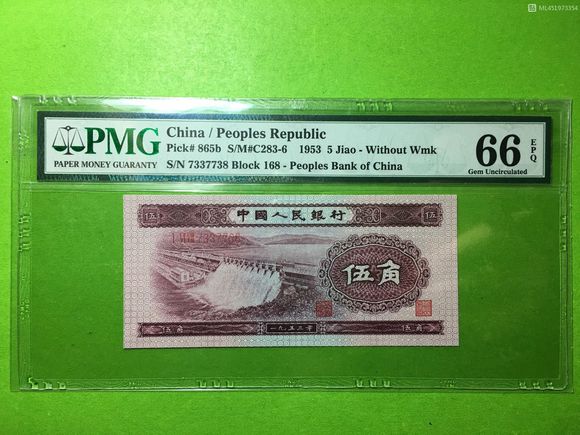 ML451973354
PMG
PAPER MONEY GUARANTY
China / Peoples Republic
Pick# 865b S/M#C283-6 1953 5 Jiao - Without Wmk
S/N 7337738 Block 168 - Peoples Bank of China
66 EPQ
Gem Uncirculated
伍 中國人民銀行 伍
7337738
伍角
伍角 一九五三年 伍角